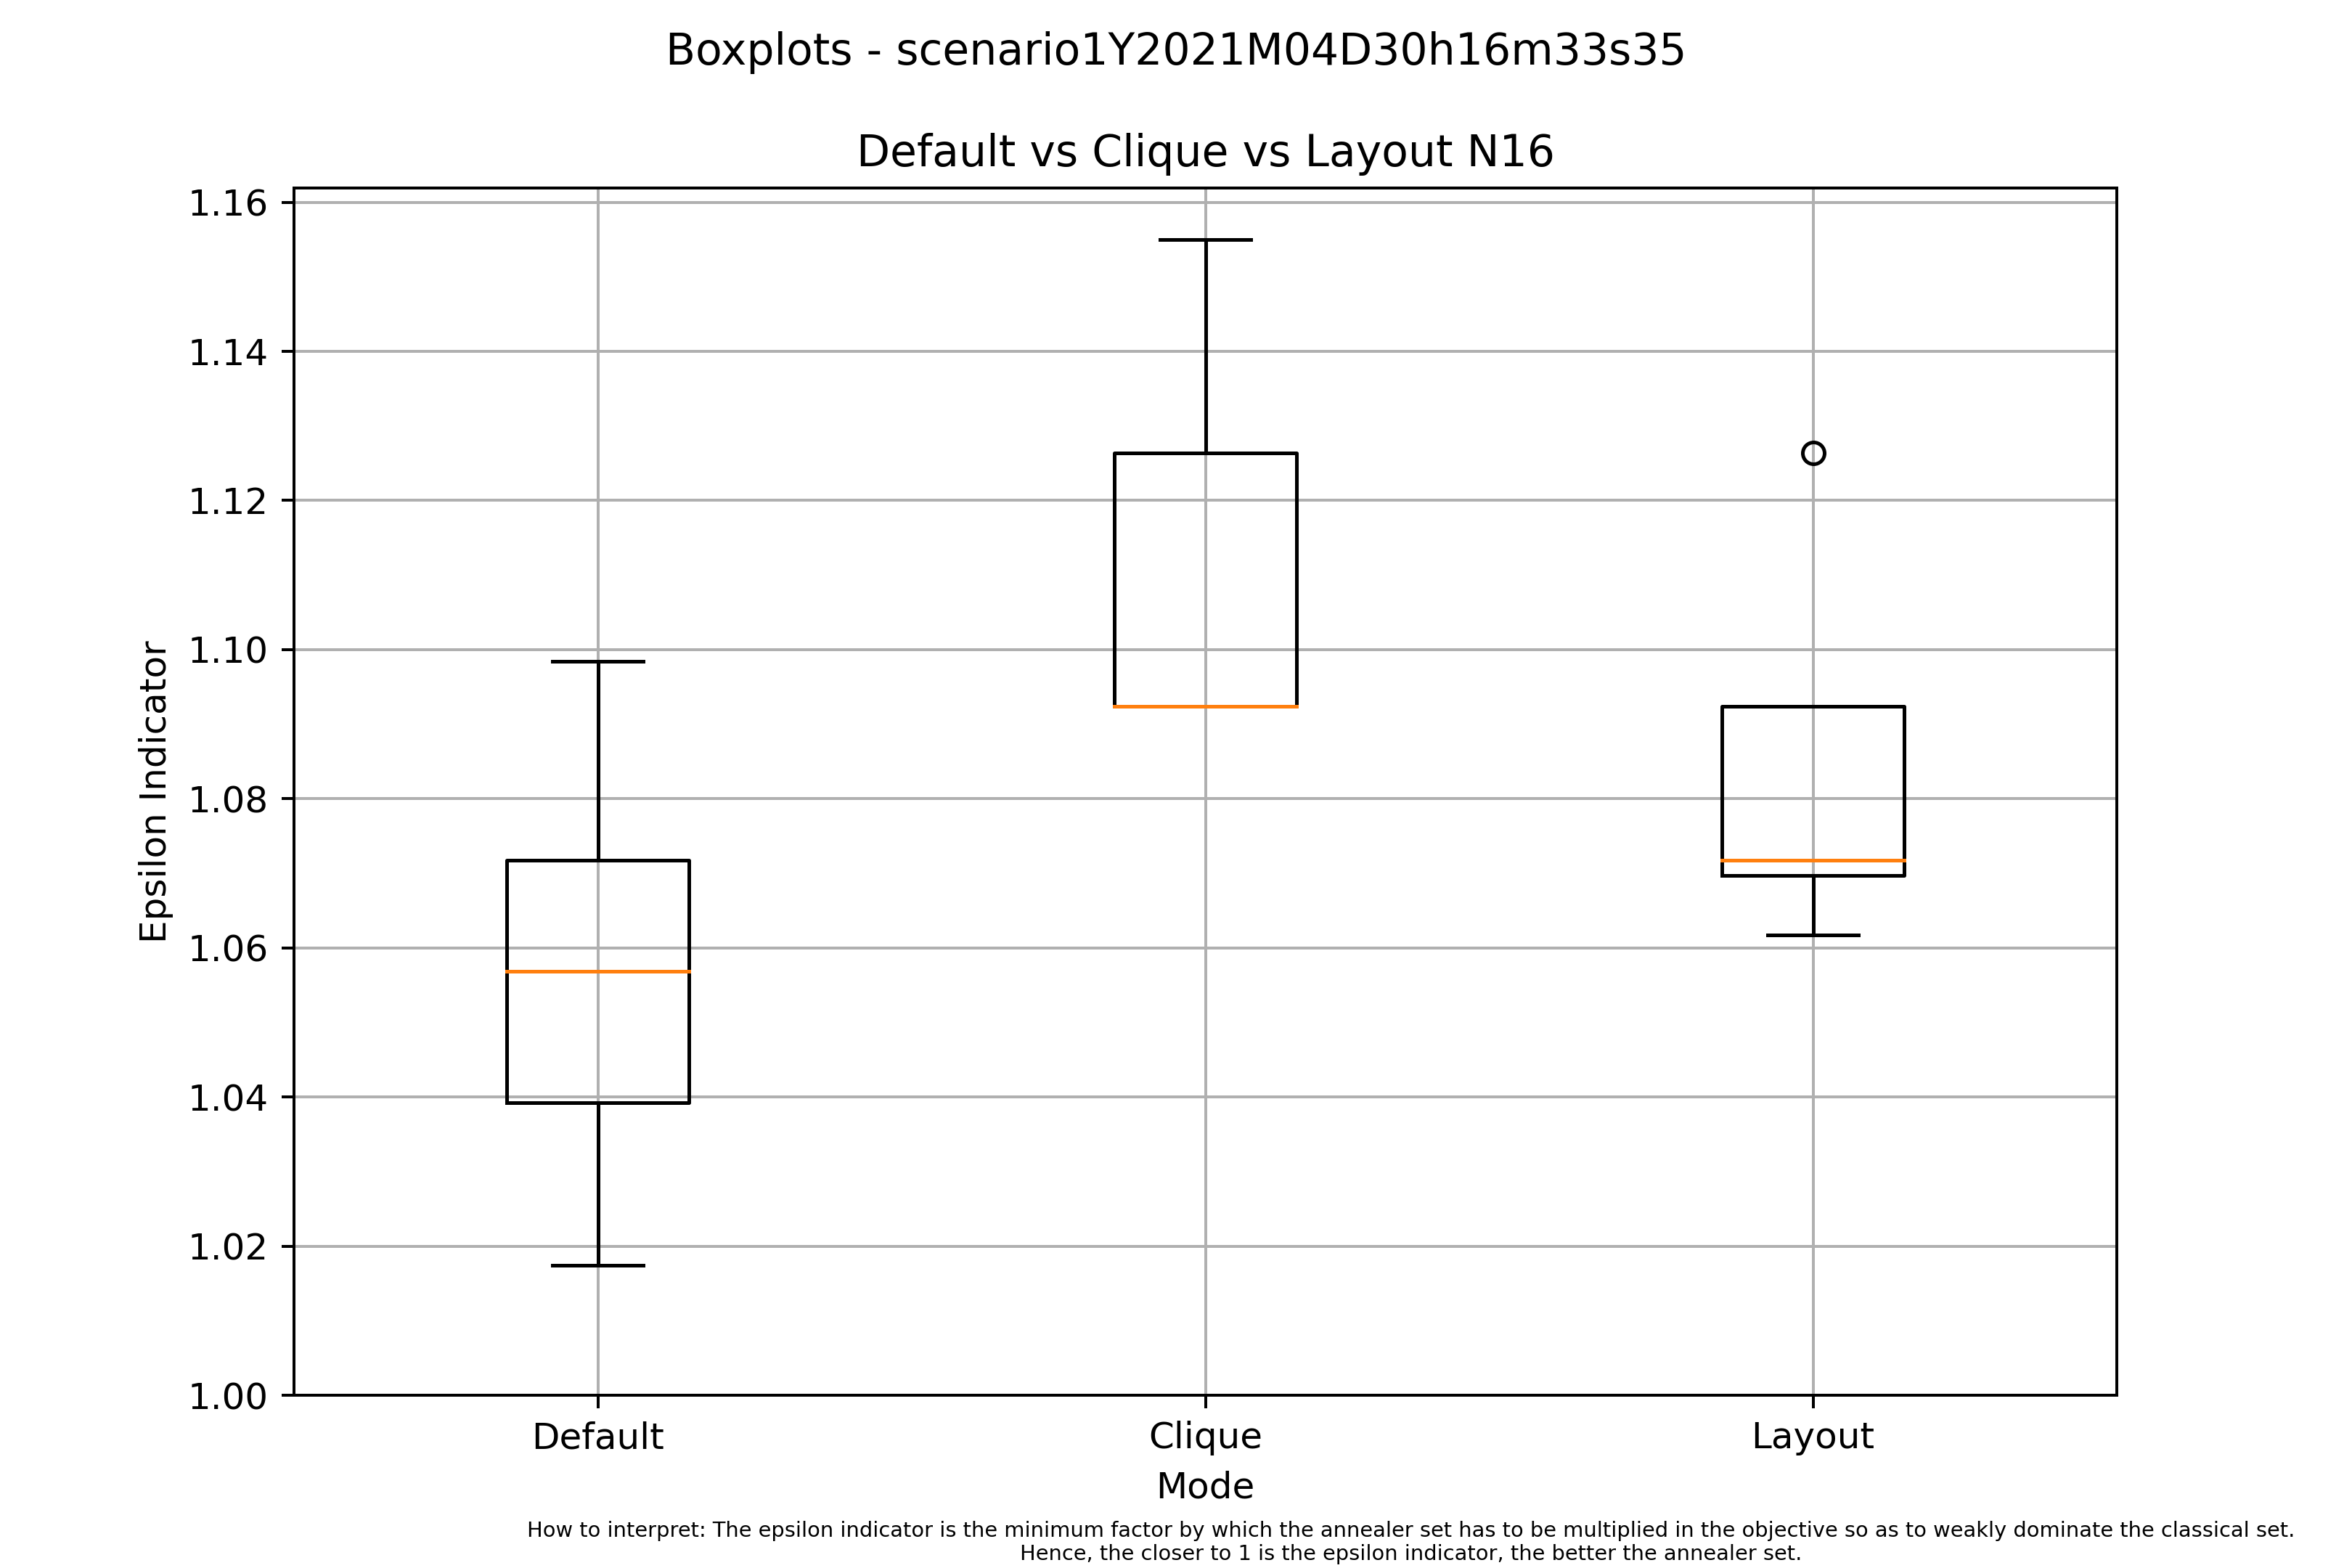 Boxplots - scenario1Y2021M04D30h16m33s35
Default vs Clique vs Layout N16
1.16
1.14
1.12
1.10
1.08
1.06
1.04
1.02
1.00
Epsilon Indicator
Default
Clique
Layout
Mode
How to interpret: The epsilon indicator is the minimum factor by which the annealer set has to be multiplied in the objective so as to weakly dominate the classical set.
Hence, the closer to 1 is the epsilon indicator, the better the annealer set.